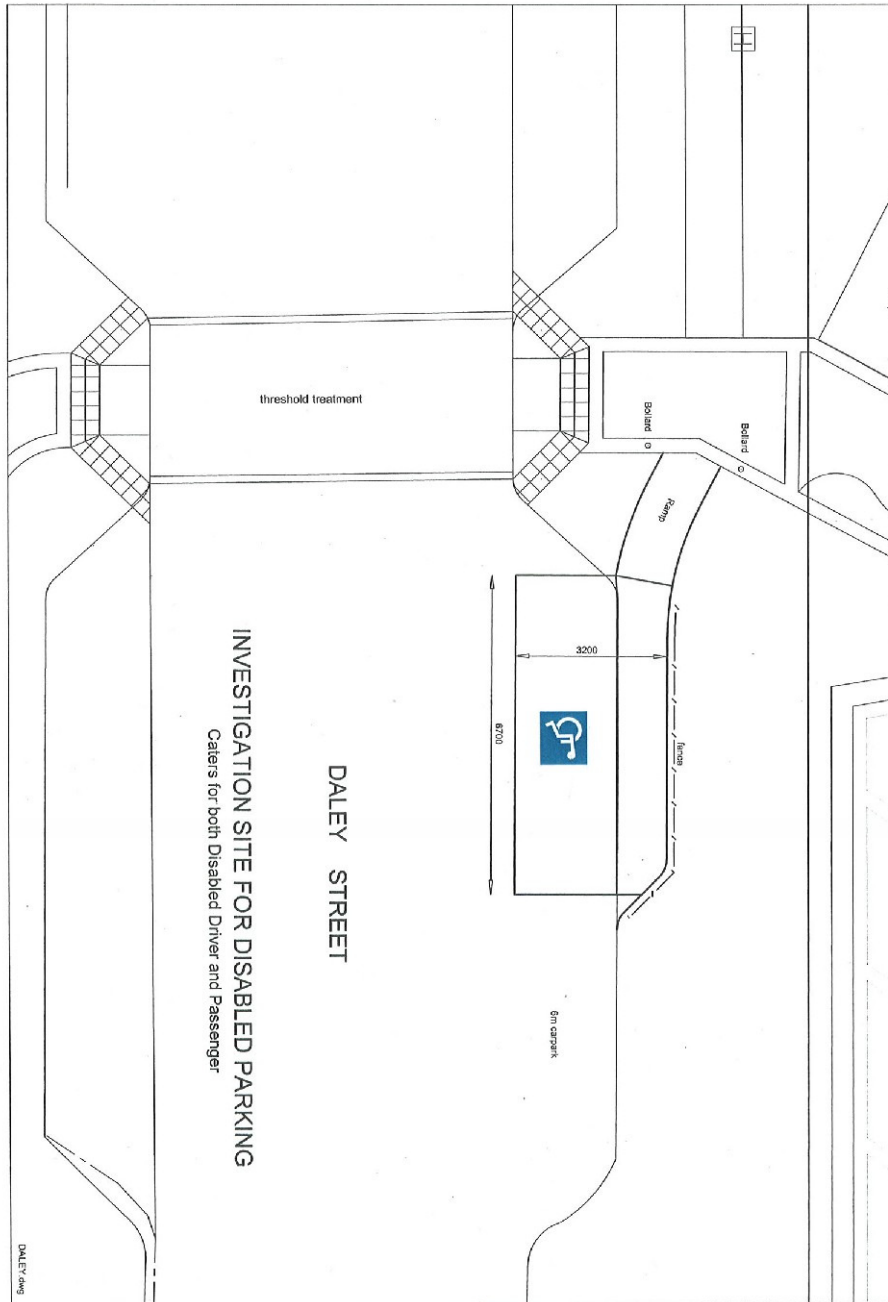 threshold treatment
Bollard
Bollard
Ramp
fence
3200
6700
6m carpark
DALEY STREET
INVESTIGATION SITE FOR DISABLED PARKING
Caters for both Disabled Driver and Passenger
DALEY.dwg